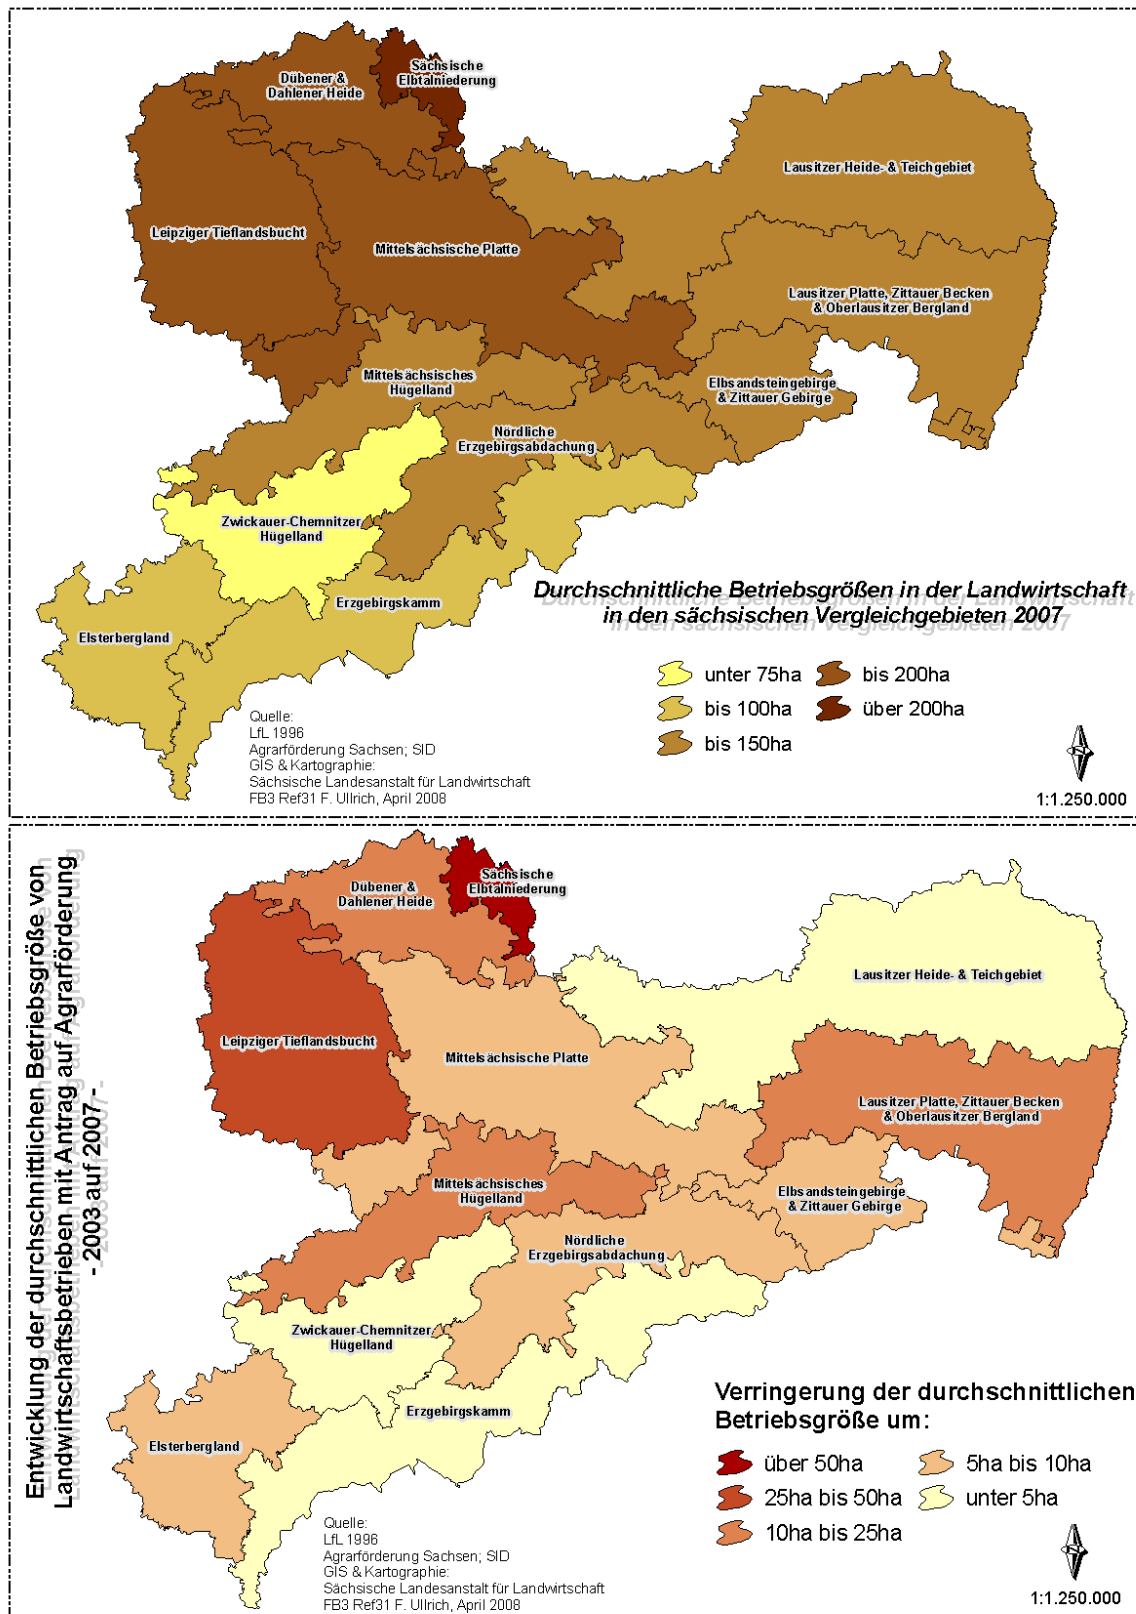 Sächsische
Elbtalniederung
Dübener &
Dahlener Heide
Lausitzer Heide- & Teichgebiet
Leipziger Tieflandsbucht
Mittelsächsische Platte
Lausitzer Platte, Zittauer Becken
& Oberlausitzer Bergland
Mittelsächsisches
Hügelland
Elbsandsteingebirge
& Zittauer Gebirge
Nördliche
Erzgebirgsabdachung
Zwickauer-Chemnitzer
Hügelland
Erzgebirgskamm
Elsterbergland
Durchschnittliche Betriebsgrößen in der Landwirtschaft
in den sächsischen Vergleichgebieten 2007
unter 75ha
bis 100ha
bis 150ha
bis 200ha
über 200ha
Quelle:
LfL 1996
Agrarförderung Sachsen; SID
GIS & Kartographie:
Sächsische Landesanstalt für Landwirtschaft
FB3 Ref31 F. Ullrich, April 2008
N
1:1.250.000
Entwicklung der durchschnittlichen Betriebsgröße von
Landwirtschaftsbetrieben mit Antrag auf Agrarförderung
- 2003 auf 2007 -
Sächsische
Elbtalniederung
Dübener &
Dahlener Heide
Lausitzer Heide- & Teichgebiet
Leipziger Tieflandsbucht
Mittelsächsische Platte
Lausitzer Platte, Zittauer Becken
& Oberlausitzer Bergland
Mittelsächsisches
Hügelland
Elbsandsteingebirge
& Zittauer Gebirge
Nördliche
Erzgebirgsabdachung
Zwickauer-Chemnitzer
Hügelland
Erzgebirgskamm
Elsterbergland
Verringerung der durchschnittlichen
Betriebsgröße um:
über 50ha
25ha bis 50ha
10ha bis 25ha
5ha bis 10ha
unter 5ha
Quelle:
LfL 1996
Agrarförderung Sachsen; SID
GIS & Kartographie:
Sächsische Landesanstalt für Landwirtschaft
FB3 Ref31 F. Ullrich, April 2008
N
1:1.250.000